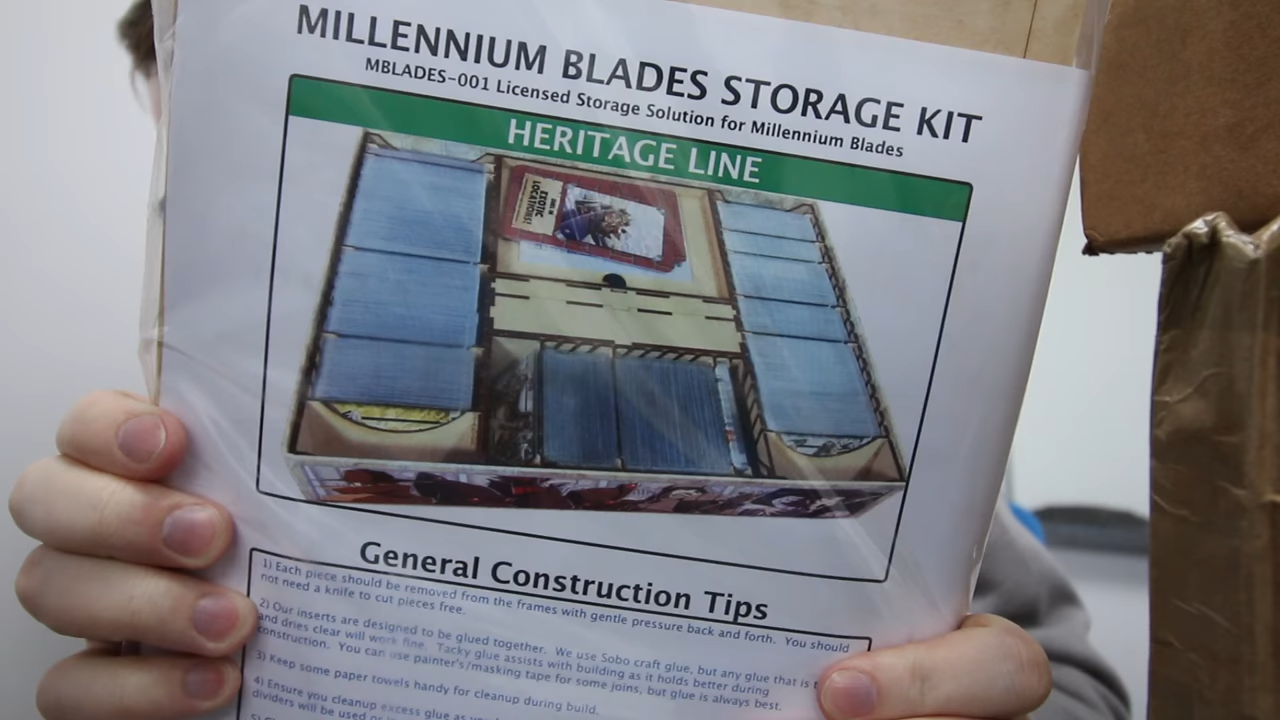 MILLENNIUM BLADES STORAGE KIT
MBLADES-001 Licensed Storage Solution for Millennium Blades
HERITAGE LINE
EXOTIC
LOCATIONS!
General Construction Tips
1) Each piece should be removed from the frames with gentle pressure back and forth. You should
not need a knife to cut pieces free.
2) Our inserts are designed to be glued together. We use Sobo craft glue, but any glue that is
and dries clear will work fine. Tacky glue assists with building as it holds better during
construction. You can use painter's/masking tape for some joins, but glue is always best.
3) Keep some paper towels handy for cleanup during build.
4) Ensure you cleanup excess glue as
dividers will be used or